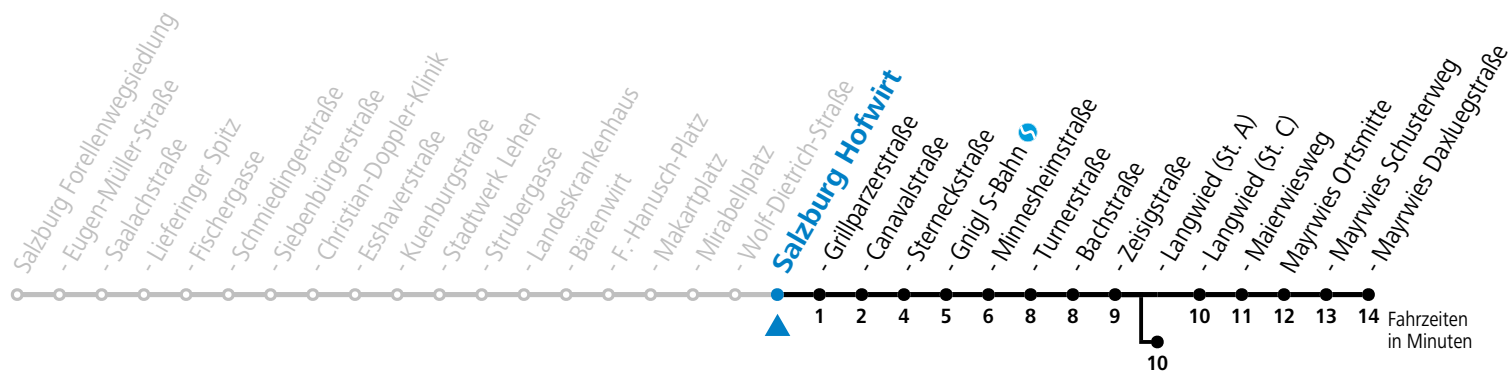 Salzburg Forellenwegsiedlung
- Eugen-Müller-Straße
- Saalachstraße
- Lieferinger Spitz
- Fischergasse
- Schmiedingerstraße
- Siebenbürgerstraße
- Christian-Doppler-Klinik
- Esshaverstraße
- Kuenburgstraße
- Stadtwerk Lehen
- Strubergasse
- Landeskrankenhaus
- Bärenwirt
- F.-Hanusch-Platz
- Makartplatz
- Mirabellplatz
- Wolf-Dietrich-Straße
Salzburg Hofwirt
- Grillparzerstraße
- Canavalstraße
- Sterneckstraße
- Gnigl S-Bahn
- Minnesheimstraße
- Turnerstraße
- Bachstraße
- Zeisigstraße
- Langwied (St. A)
- Langwied (St. C)
- Maierwiesweg
Mayrwies Ortsmitte
- Mayrwies Schusterweg
- Mayrwies Daxluegstraße
1 2 4 5 6 8 8 9 10 11 12 13 14 Fahrzeiten
in Minuten
10